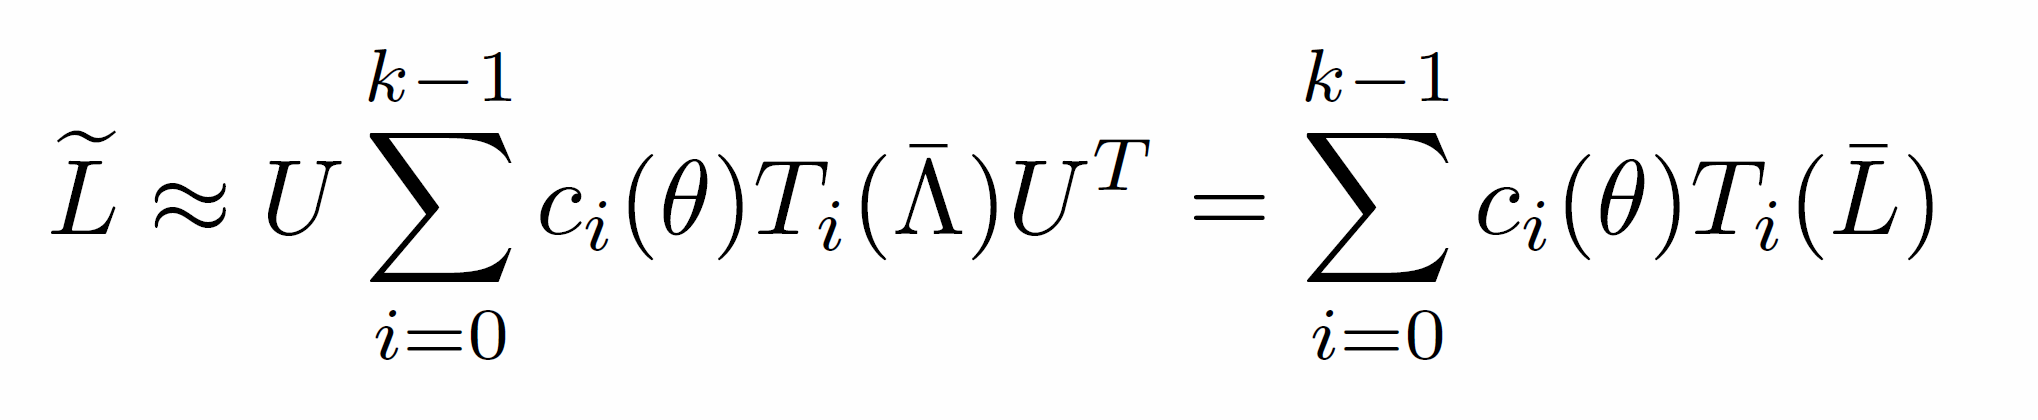 $\widetilde{L} \approx U \sum_{i=0}^{k-1} c_i(\theta) T_i(\bar{\Lambda}) U^T = \sum_{i=0}^{k-1} c_i(\theta) T_i(\bar{L})$